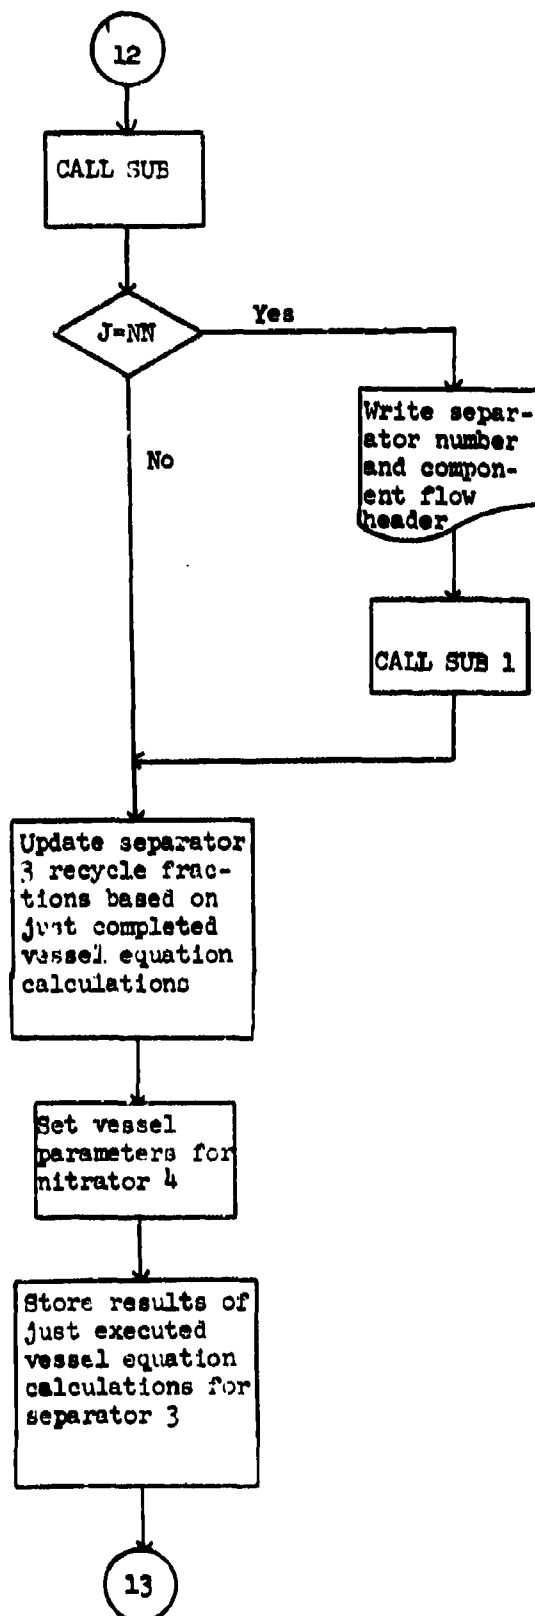 12
CALL SUB
J=NN
Yes
No
Write separ-
ator number
and compon-
ent flow
header
CALL SUB 1
Update separator
3 recycle frac-
tions based on
just completed
vessel equation
calculations
Set vessel
parameters for
nitrator 4
Store results of
just executed
vessel equation
calculations for
separator 3
13